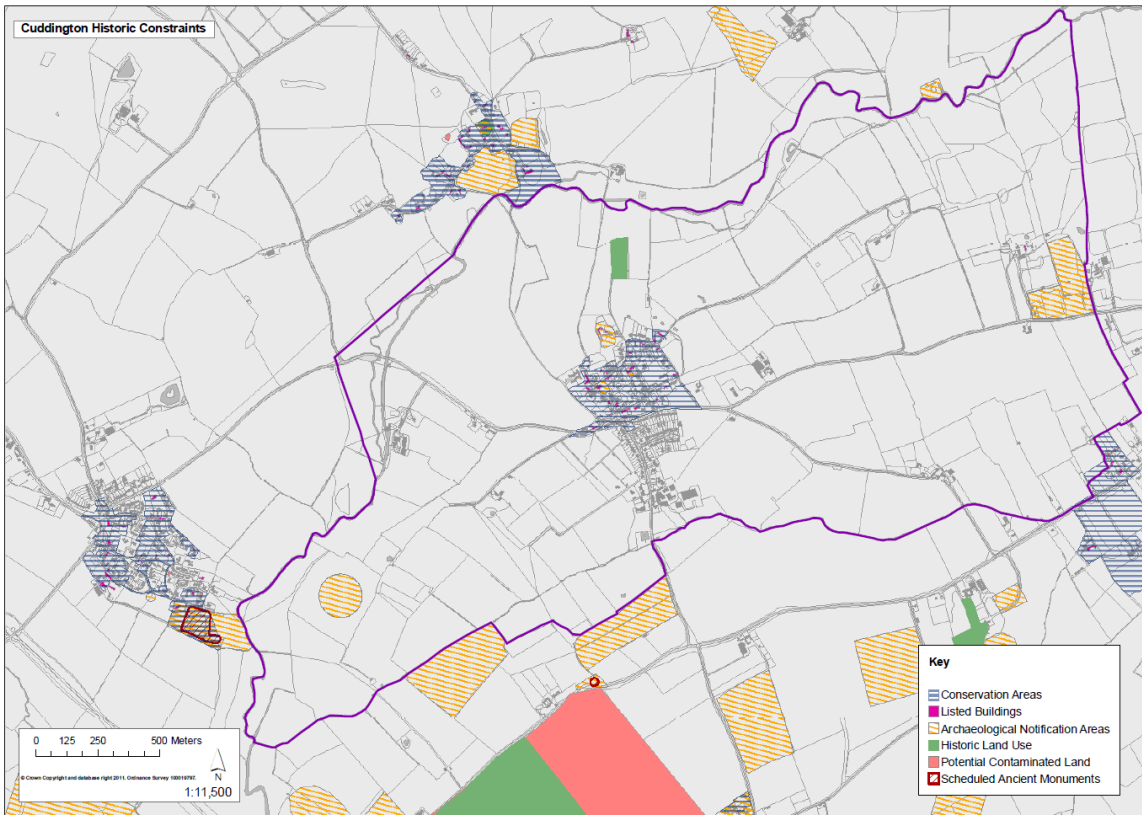 Cuddington Historic Constraints
Key
Conservation Areas
Listed Buildings
Archaeological Notification Areas
Historic Land Use
Potential Contaminated Land
Scheduled Ancient Monuments
0 125 250 500 Meters
© Crown Copyright and database right 2011. Ordnance Survey 100019797.
N
1:11,500